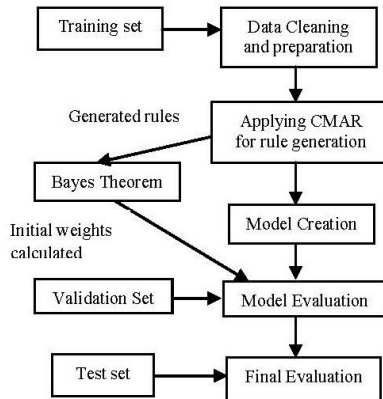 Training set
Data Cleaning
and preparation
Generated rules
Applying CMAR
for rule generation
Bayes Theorem
Initial weights
calculated
Model Creation
Validation Set
Model Evaluation
Test set
Final Evaluation